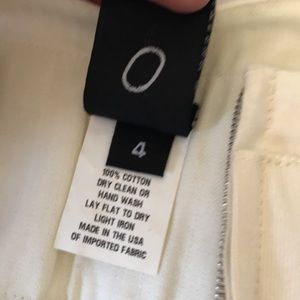 O
4
100% COTTON
DRY CLEAN OR
HAND WASH
LAY FLAT TO DRY
LIGHT IRON
MADE IN THE USA
OF IMPORTED FABRIC